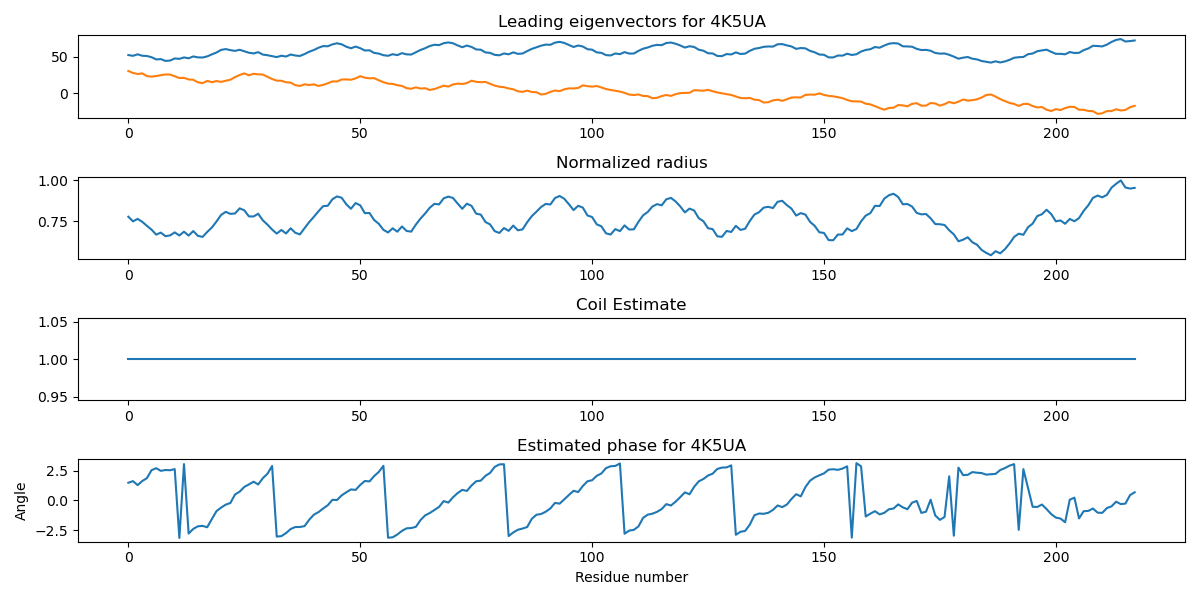 Leading eigenvectors for 4K5UA
50
0
0 50 100 150 200
Normalized radius
1.00
0.75
0 50 100 150 200
Coil Estimate
1.05
1.00
0.95
0 50 100 150 200
Estimated phase for 4K5UA
Angle
2.5
0.0
−2.5
0 50 100 150 200
Residue number